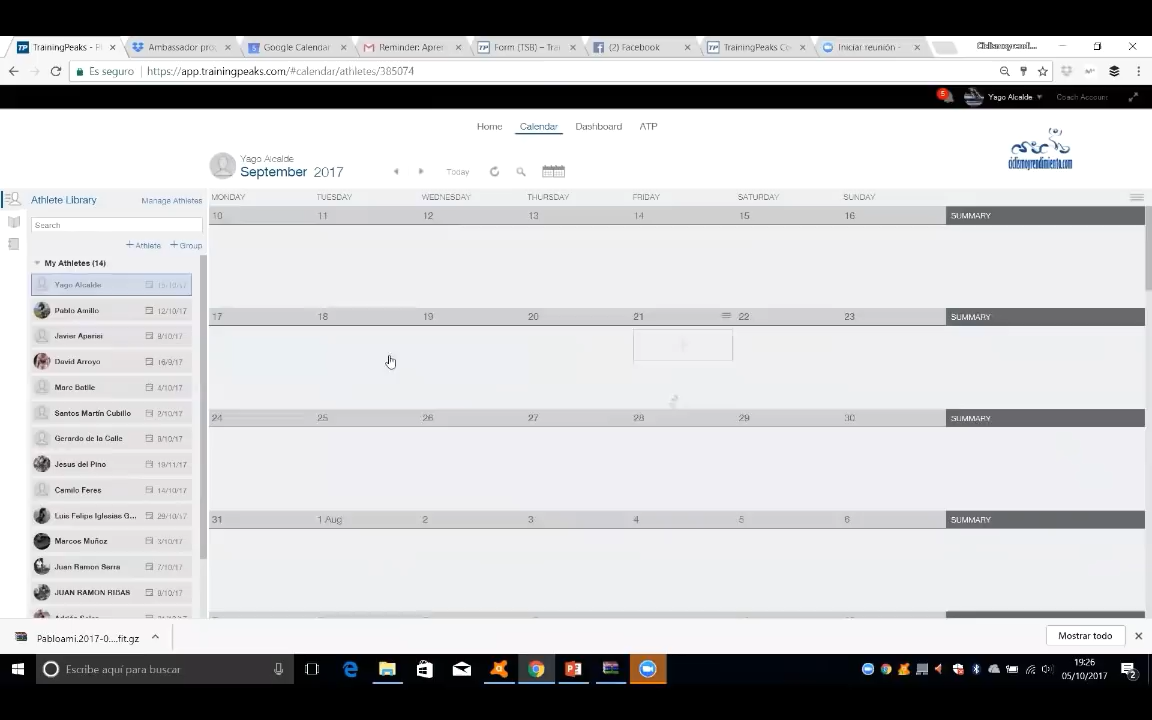 TrainingPeaks - Pl
Ambassador pro
Google Calendar
Reminder: Apre
Form (TSB) – Trai
(2) Facebook
TrainingPeaks Co
Iniciar reunión -
Es seguro
https://app.trainingpeaks.com/#calendar/athletes/385074
5
Yago Alcalde
Coach Account
Home
Calendar
Dashboard
ATP
Yago Alcalde
September 2017
Today
ciclismoyrendimiento.com
Athlete Library
Manage Athletes
MONDAY
TUESDAY
WEDNESDAY
THURSDAY
FRIDAY
SATURDAY
SUNDAY
10
11
12
13
14
15
16
SUMMARY
Search
+ Athlete
+ Group
My Athletes (14)
Yago Alcalde
Pablo Amillo
12/10/17
Javier Aparisi
8/10/17
David Arroyo
16/9/17
Marc Batlle
4/10/17
Santos Martín Cubillo
2/10/17
Gerardo de la Calle
8/10/17
Jesus del Pino
19/11/17
Camilo Feres
14/10/17
Luis Felipe Iglesias G...
29/10/17
Marcos Muñoz
3/10/17
Juan Ramon Serra
7/10/17
JUAN RAMON RIBAS
8/10/17
17
18
19
20
21
22
23
SUMMARY
24
25
26
27
28
29
30
SUMMARY
31
1 Aug
2
3
4
5
6
SUMMARY
Pabloami.2017-0....fit.gz
Mostrar todo
Escribe aquí para buscar
19:26
05/10/2017
2